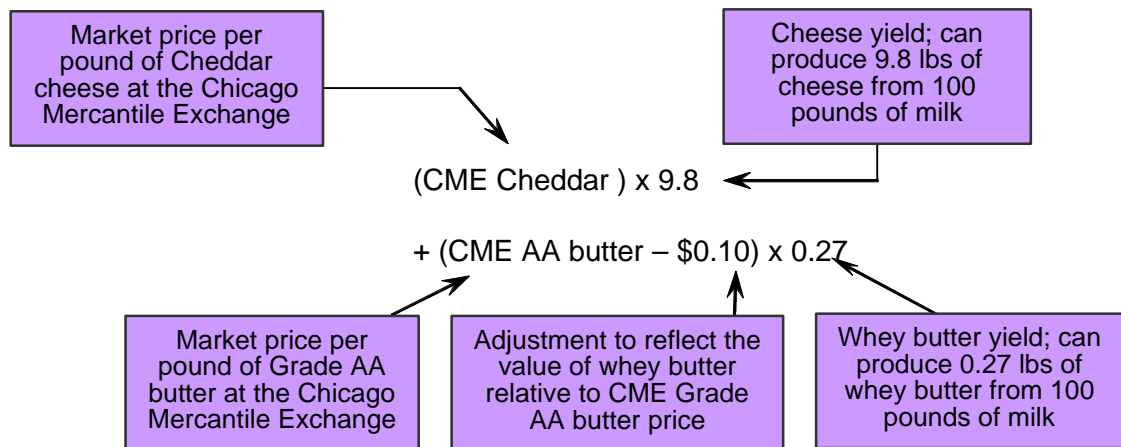 Market price per
pound of Cheddar
cheese at the Chicago
Mercantile Exchange
Cheese yield; can
produce 9.8 lbs of
cheese from 100
pounds of milk
(CME Cheddar ) x 9.8
+ (CME AA butter – $0.10) x 0.27
Market price per
pound of Grade AA
butter at the Chicago
Mercantile Exchange
Adjustment to reflect the
value of whey butter
relative to CME Grade
AA butter price
Whey butter yield; can
produce 0.27 lbs of
whey butter from 100
pounds of milk